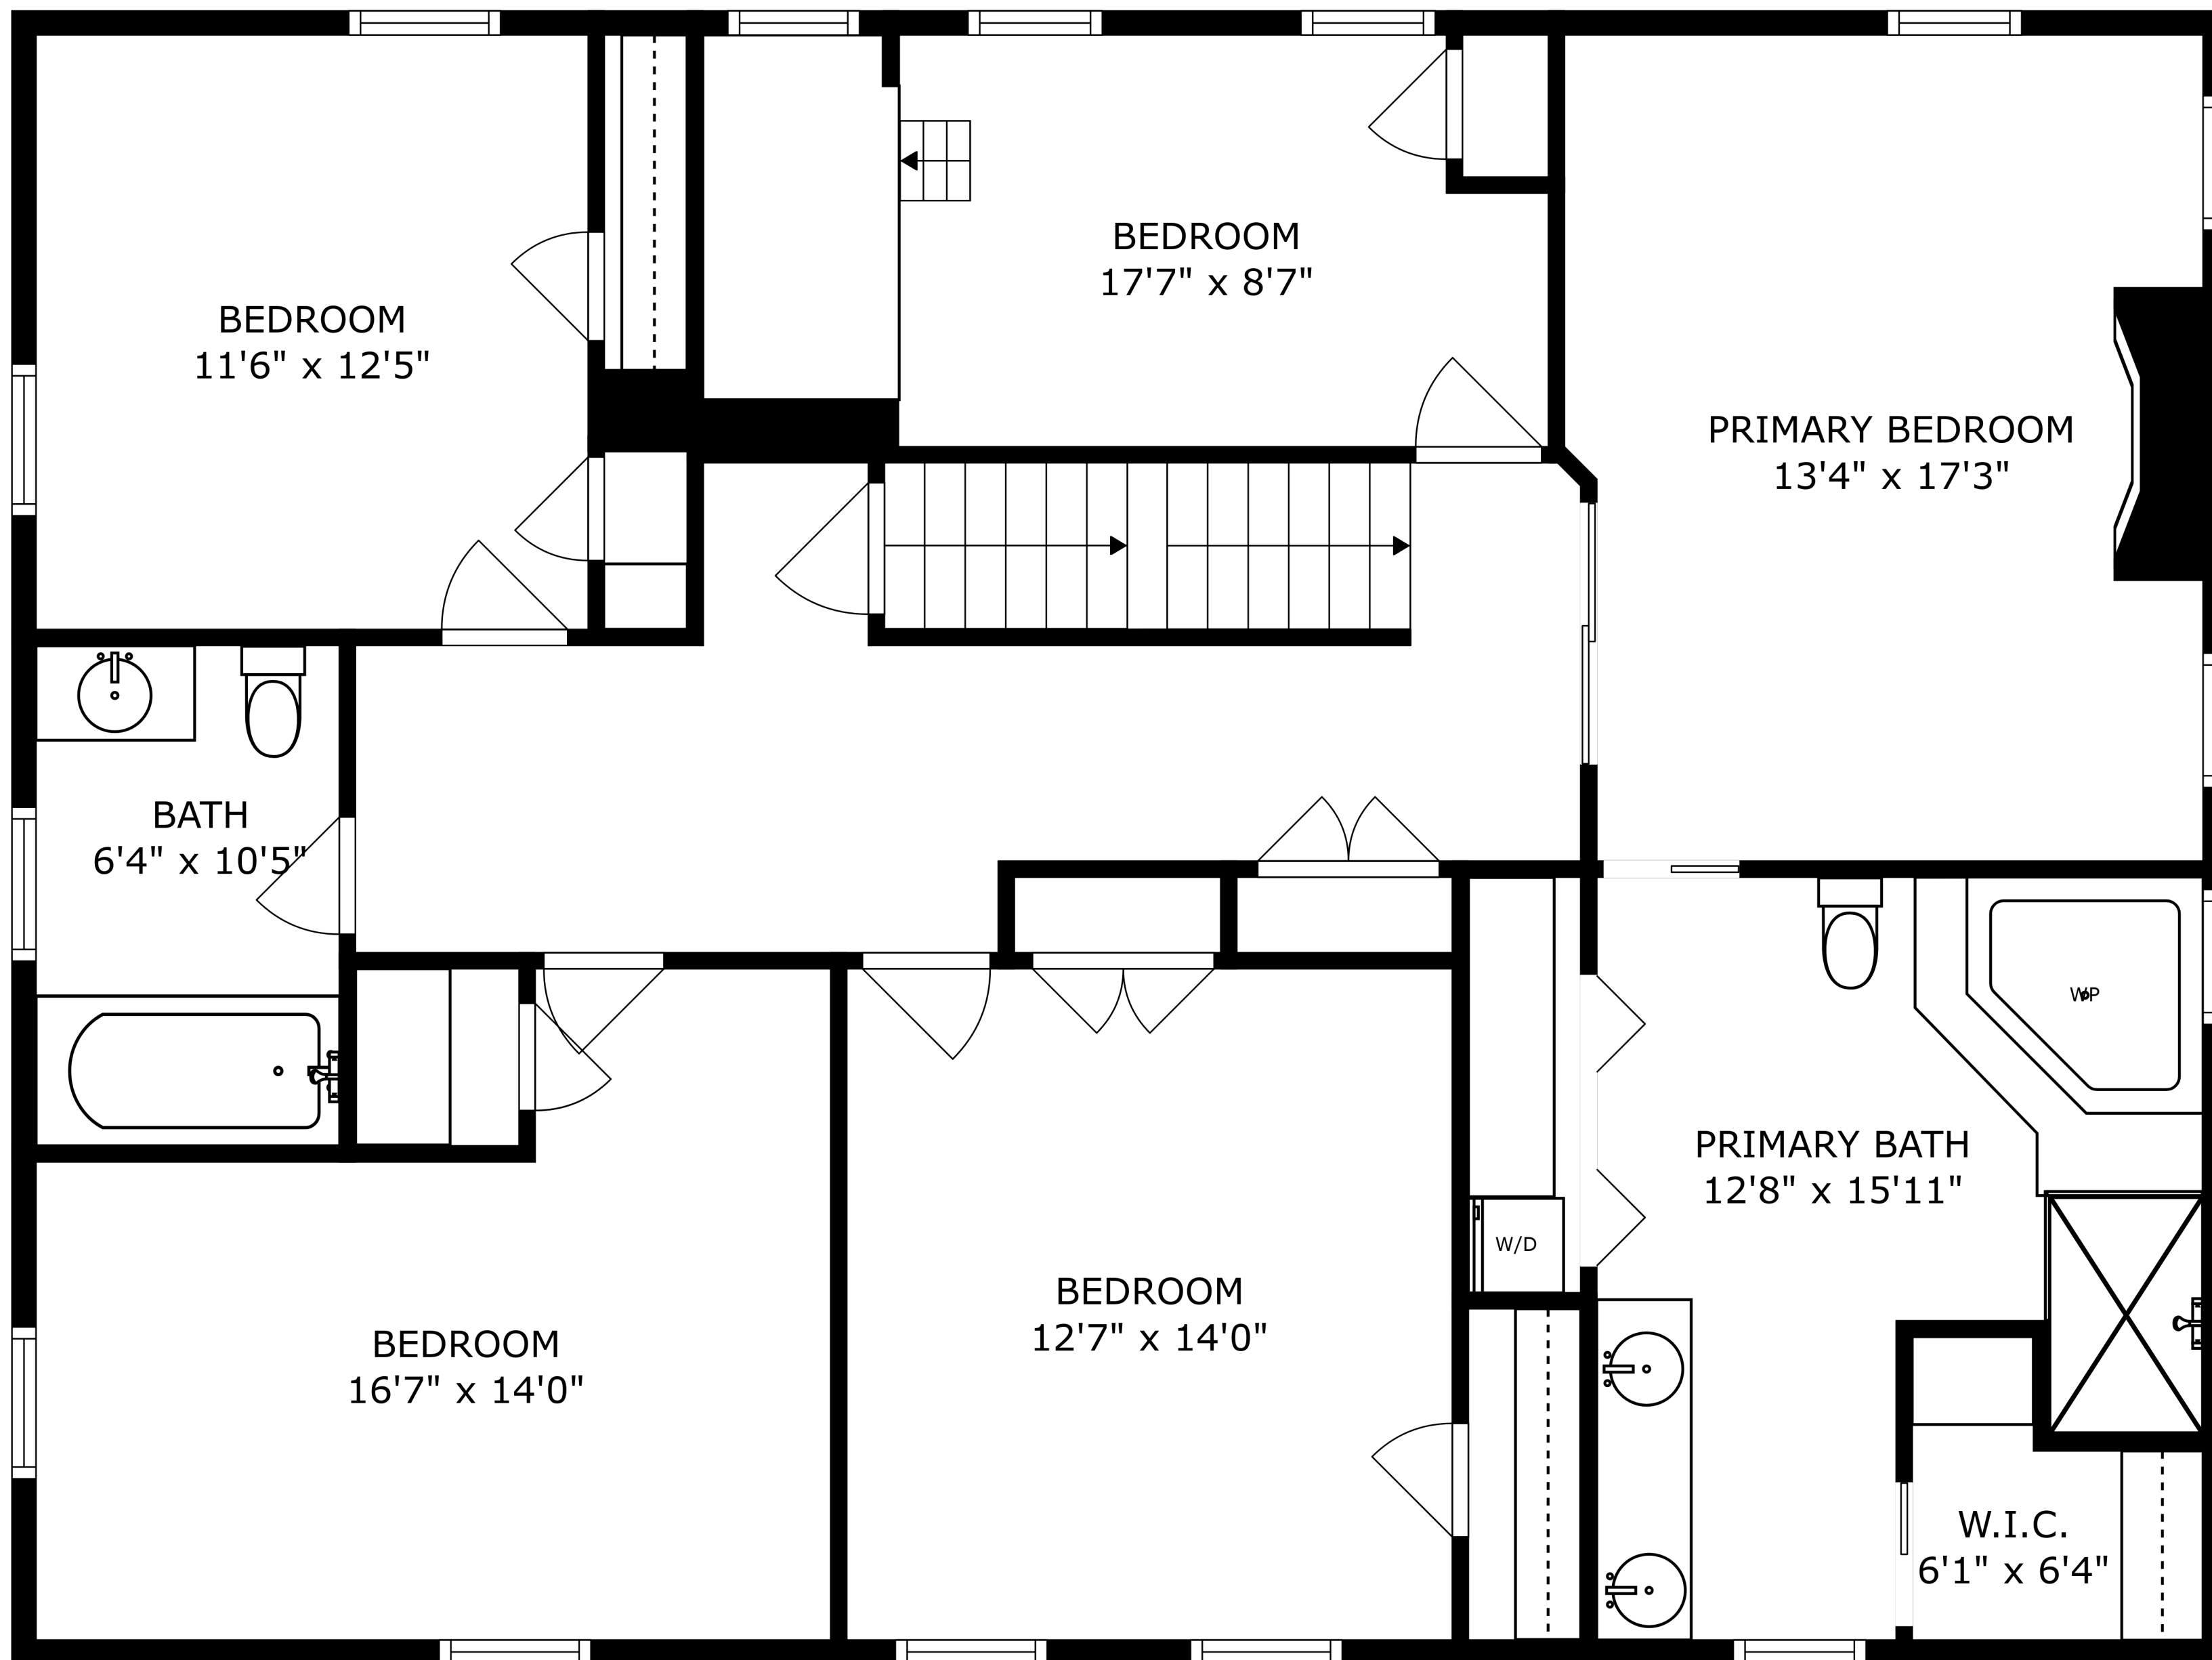 BEDROOM
17'7" x 8'7"
BEDROOM
11'6" x 12'5"
PRIMARY BEDROOM
13'4" x 17'3"
BATH
6'4" x 10'5"
WP
PRIMARY BATH
12'8" x 15'11"
W/D
BEDROOM
12'7" x 14'0"
BEDROOM
16'7" x 14'0"
W.I.C.
6'1" x 6'4"